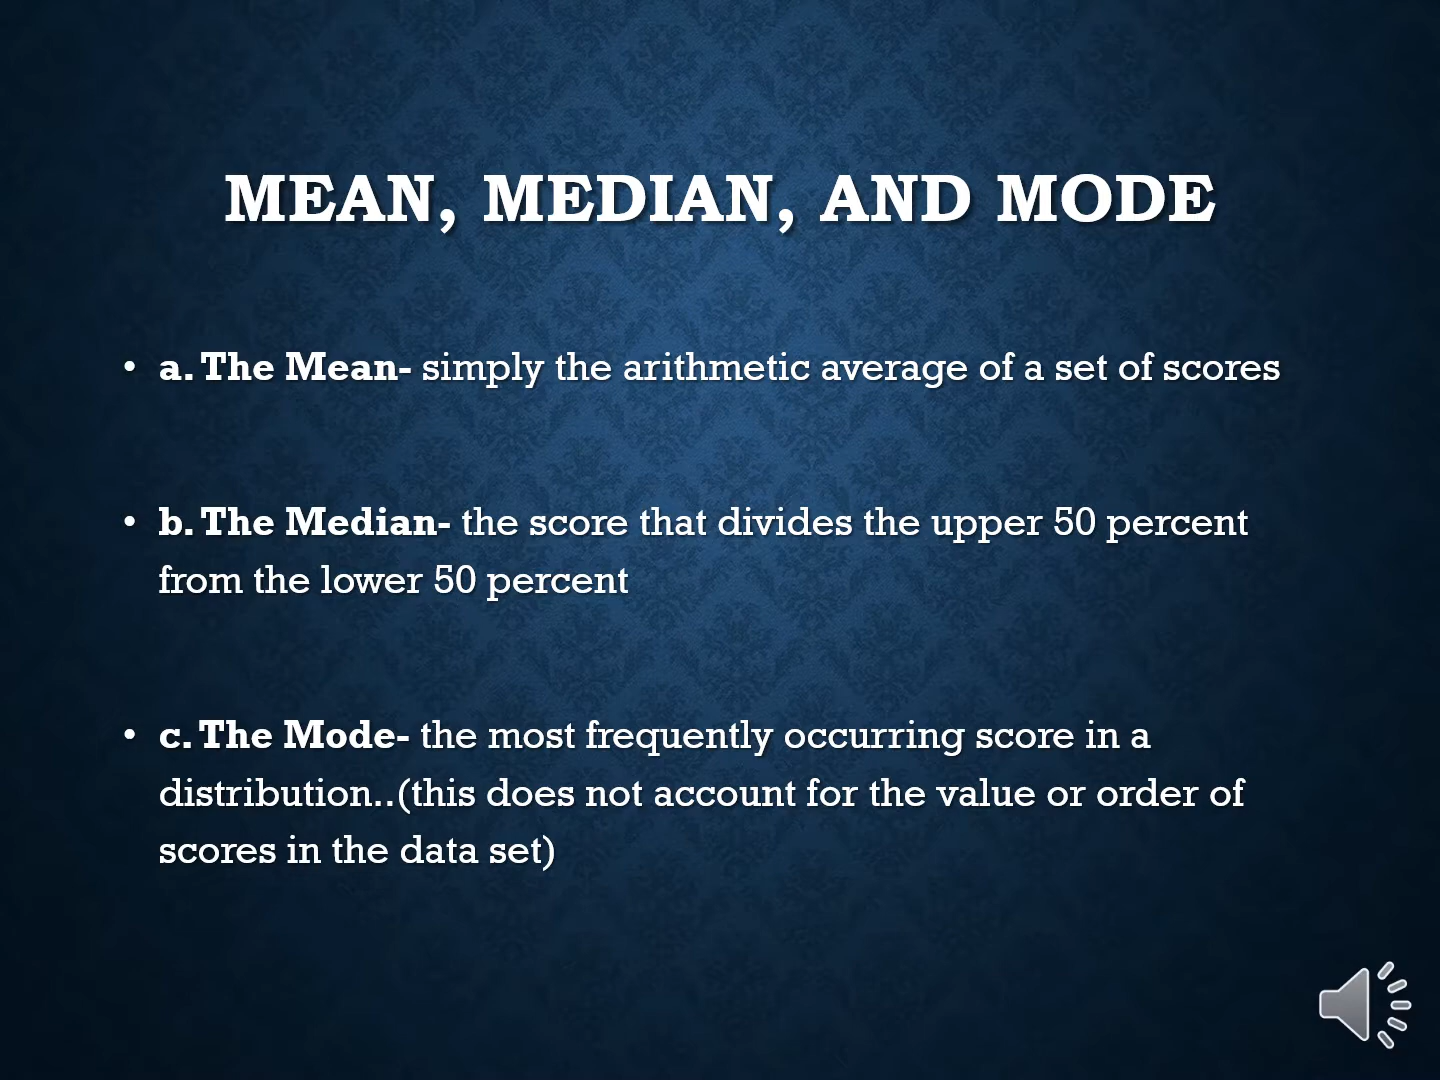 MEAN, MEDIAN, AND MODE
• a. The Mean- simply the arithmetic average of a set of scores
• b. The Median- the score that divides the upper 50 percent
from the lower 50 percent
• c. The Mode- the most frequently occurring score in a
distribution..(this does not account for the value or order of
scores in the data set)